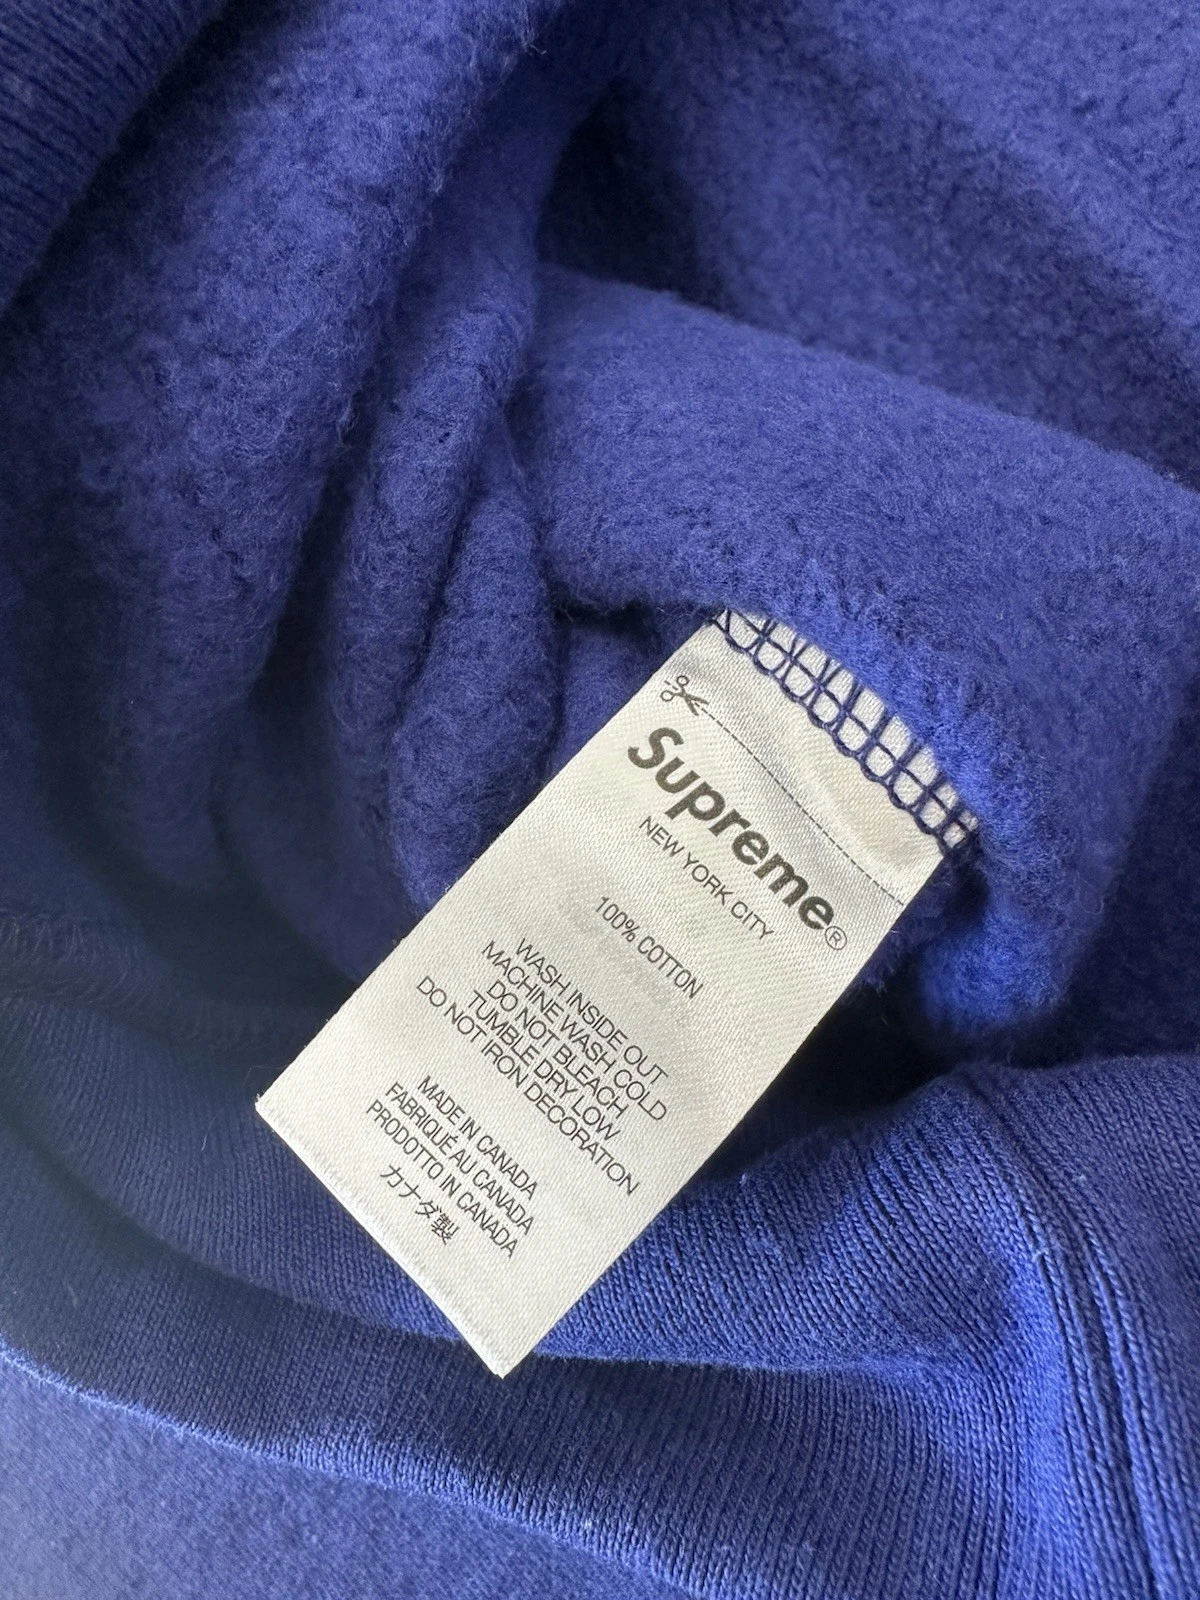 Supreme®
NEW YORK CITY
100% COTTON
WASH INSIDE OUT
MACHINE WASH COLD
DO NOT BLEACH
TUMBLE DRY LOW
DO NOT IRON DECORATION
MADE IN CANADA
FABRIQUÉ AU CANADA
PRODOTTO IN CANADA
カナダ製